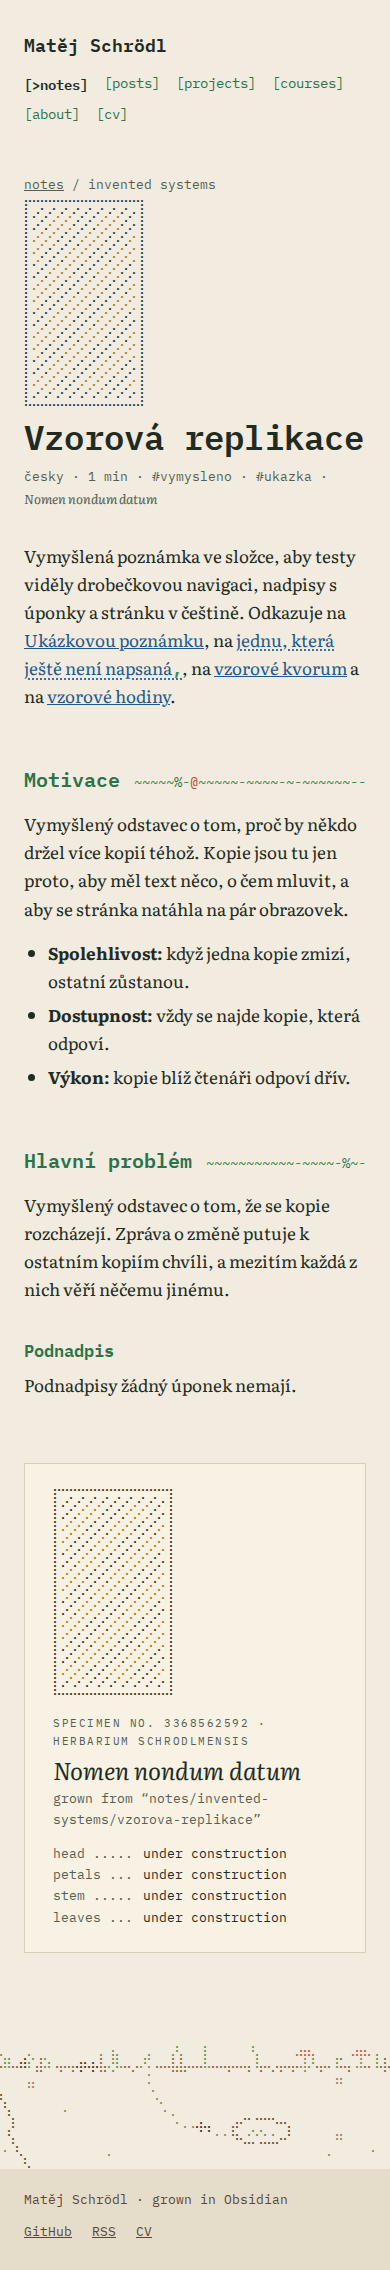 Matěj Schrödl
[>notes] [posts] [projects] [courses]
[about] [cv]
notes / invented systems
Vzorová replikace
česky · 1 min · #vymysleno · #ukazka ·
Nomen nondum datum
Vymyšlená poznámka ve složce, aby testy
viděly drobečkovou navigaci, nadpisy s
úponky a stránku v češtině. Odkazuje na
Ukázkovou poznámku, na jednu, která
ještě není napsaná, na vzorové kvorum a
na vzorové hodiny.
Motivace ~~~~~%-@~~~~~-~~~~-~-~~~~~~--
Vymyšlený odstavec o tom, proč by někdo
držel více kopií téhož. Kopie jsou tu jen
proto, aby měl text něco, o čem mluvit, a
aby se stránka natáhla na pár obrazovek.
• Spolehlivost: když jedna kopie zmizí,
ostatní zůstanou.
• Dostupnost: vždy se najde kopie, která
odpoví.
• Výkon: kopie blíž čtenáři odpoví dřív.
Hlavní problém ~~~~~~~~~~~-~~~~-%~-
Vymyšlený odstavec o tom, že se kopie
rozcházejí. Zpráva o změně putuje k
ostatním kopiím chvíli, a mezitím každá z
nich věří něčemu jinému.
Podnadpis
Podnadpisy žádný úponek nemají.
SPECIMEN NO. 3368562592 ·
HERBARIUM SCHRODLMENSIS
Nomen nondum datum
grown from “notes/invented-
systems/vzorova-replikace”
head ..... under construction
petals ... under construction
stem ..... under construction
leaves ... under construction
Matěj Schrödl · grown in Obsidian
GitHub RSS CV